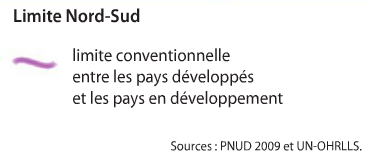 Limite Nord-Sud
limite conventionnelle
entre les pays développés
et les pays en développement
Sources : PNUD 2009 et UN-OHRLLS.